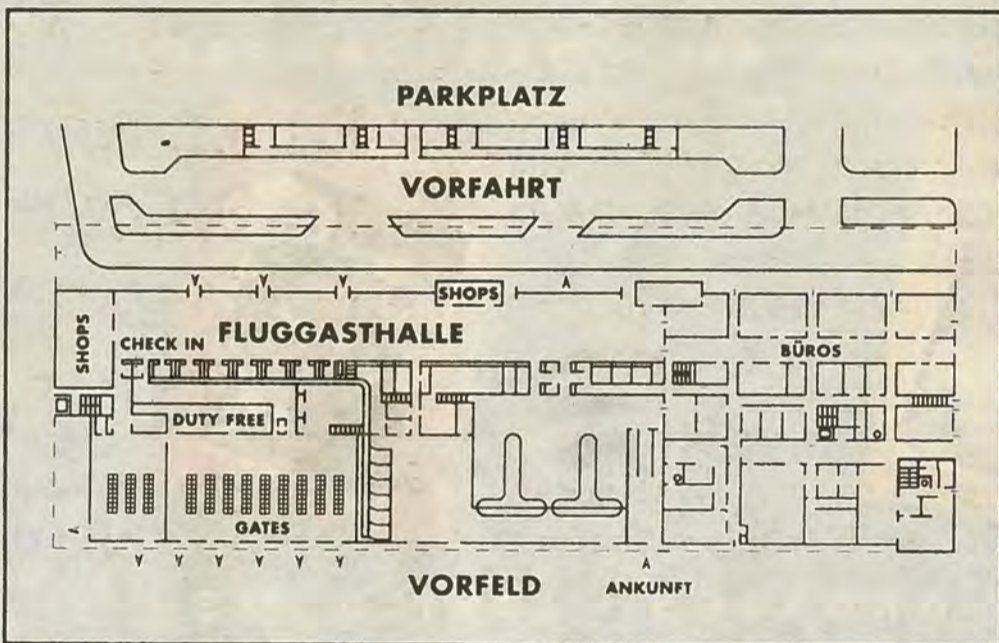 PARKPLATZ
VORFAHRT
SHOPS
SHOPS
FLUGGASTHALLE
CHECK IN
BÜROS
DUTY FREE
GATES
VORFELD
ANKUNFT